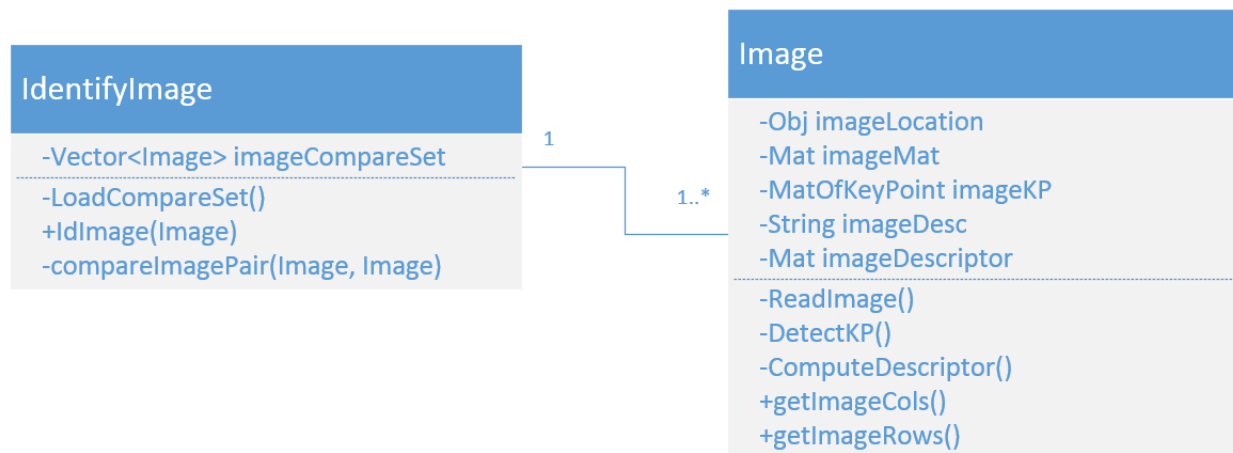 IdentifyImage
-Vector<Image> imageCompareSet
-LoadCompareSet()
+IdImage(Image)
-compareImagePair(Image, Image)
1
1..*
Image
-Obj imageLocation
-Mat imageMat
-MatOfKeyPoint imageKP
-String imageDesc
-Mat imageDescriptor
-ReadImage()
-DetectKP()
-ComputeDescriptor()
+getImageCols()
+getImageRows()